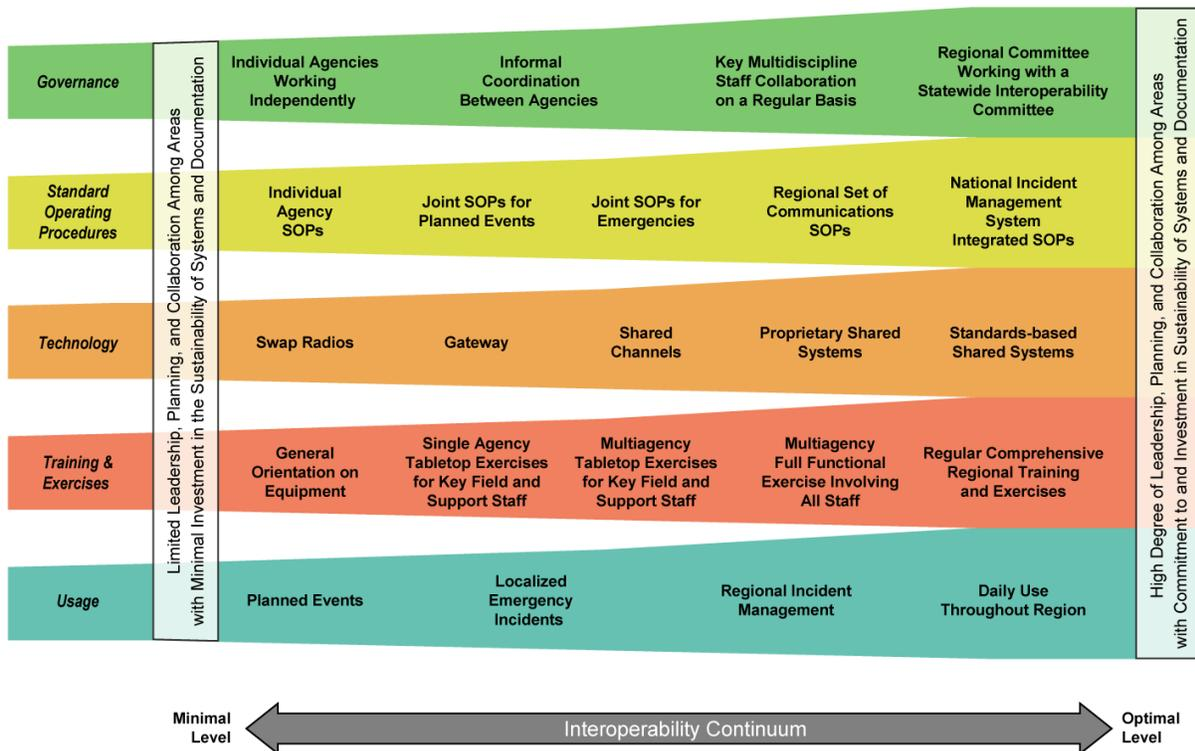 Governance
Individual Agencies
Working
Independently
Informal
Coordination
Between Agencies
Key Multidiscipline
Staff Collaboration
on a Regular Basis
Regional Committee
Working with a
Statewide Interoperability
Committee
Limited Leadership, Planning, and Collaboration Among Areas
with Minimal Investment in the Sustainability of Systems and Documentation
Standard
Operating
Procedures
Individual
Agency
SOPs
Joint SOPs for
Planned Events
Joint SOPs for
Emergencies
Regional Set of
Communications
SOPs
National Incident
Management
System
Integrated SOPs
Technology
Swap Radios
Gateway
Shared
Channels
Proprietary Shared
Systems
Standards-based
Shared Systems
Training &
Exercises
General
Orientation on
Equipment
Single Agency
Tabletop Exercises
for Key Field and
Support Staff
Multiagency
Tabletop Exercises
for Key Field and
Support Staff
Multiagency
Full Functional
Exercise Involving
All Staff
Regular Comprehensive
Regional Training
and Exercises
Usage
Planned Events
Localized
Emergency
Incidents
Regional Incident
Management
Daily Use
Throughout Region
High Degree of Leadership, Planning, and Collaboration Among Areas
with Commitment to and Investment in Sustainability of Systems and Documentation
Minimal
Level
Interoperability Continuum
Optimal
Level